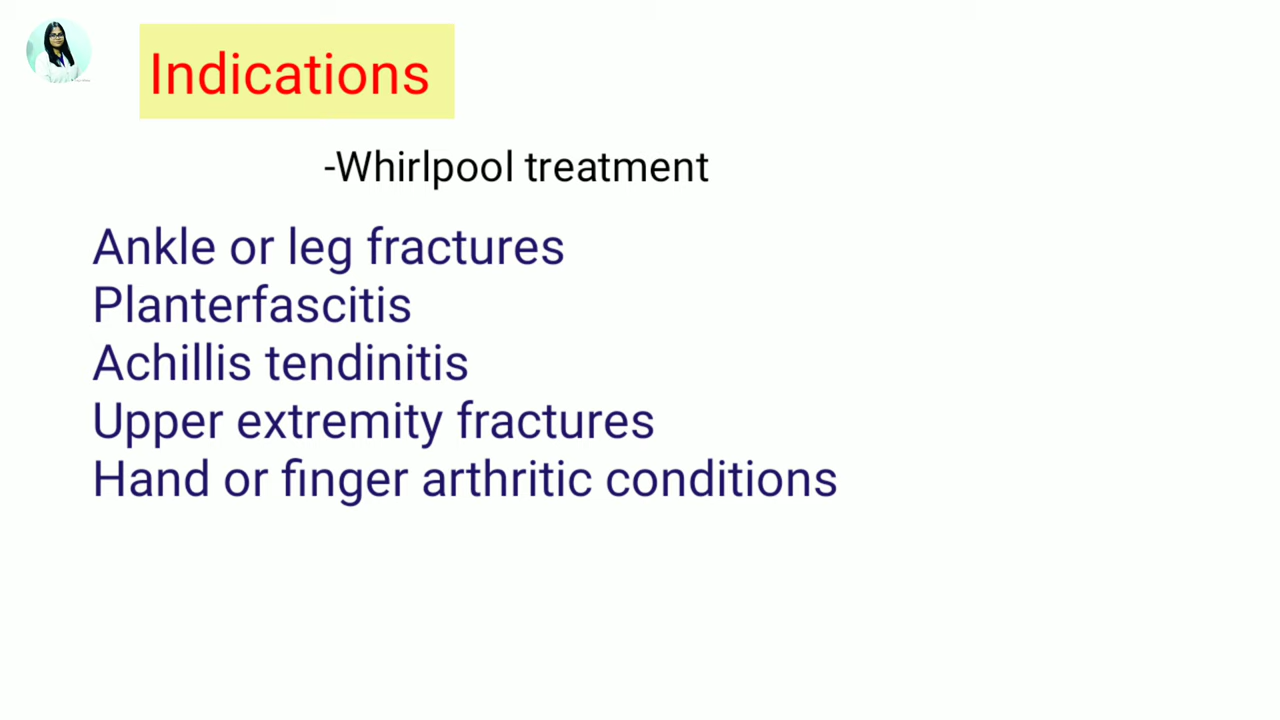 Indications
-Whirlpool treatment
Ankle or leg fractures
Planterfascitis
Achillis tendinitis
Upper extremity fractures
Hand or finger arthritic conditions